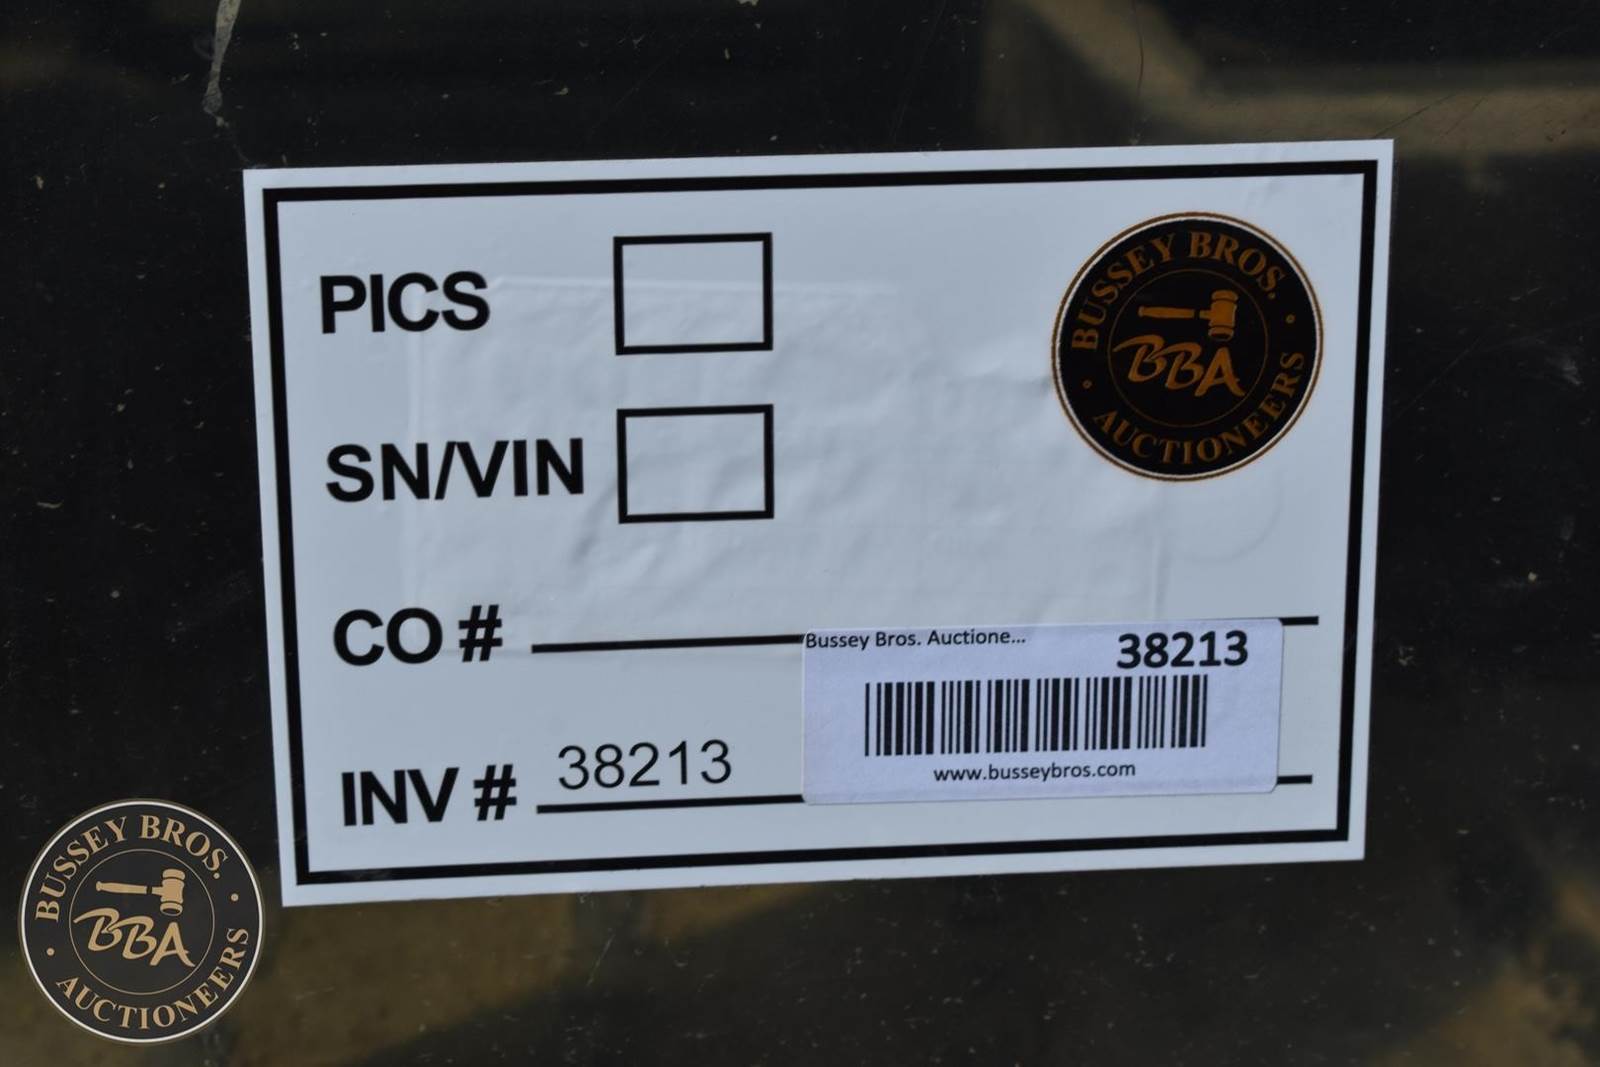 PICS
BUSSEY BROS.
BBA
AUCTIONEERS
SN/VIN
CO #
Bussey Bros. Auctione... 38213
INV # 38213
www.busseybros.com
BUSSEY BROS.
BBA
AUCTIONEERS